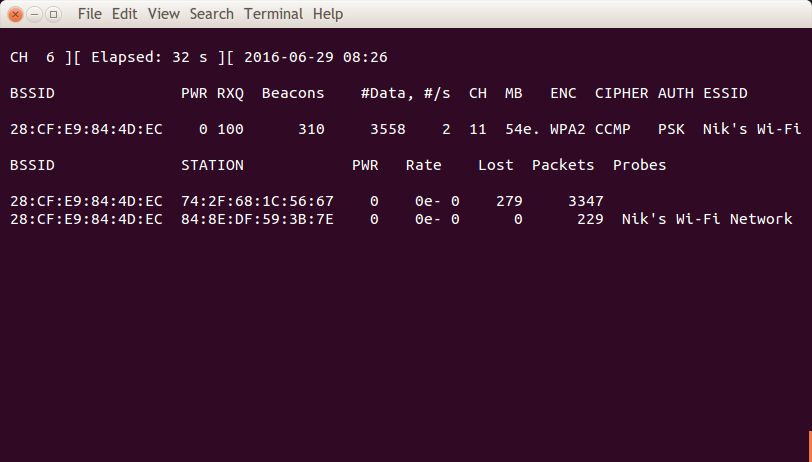 File Edit View Search Terminal Help
CH 6 ][ Elapsed: 32 s ][ 2016-06-29 08:26
BSSID PWR RXQ Beacons #Data, #/s CH MB ENC CIPHER AUTH ESSID
28:CF:E9:84:4D:EC 0 100 310 3558 2 11 54e. WPA2 CCMP PSK Nik's Wi-Fi
BSSID STATION PWR Rate Lost Packets Probes
28:CF:E9:84:4D:EC 74:2F:68:1C:56:67 0 0e- 0 279 3347
28:CF:E9:84:4D:EC 84:8E:DF:59:3B:7E 0 0e- 0 0 229 Nik's Wi-Fi Network